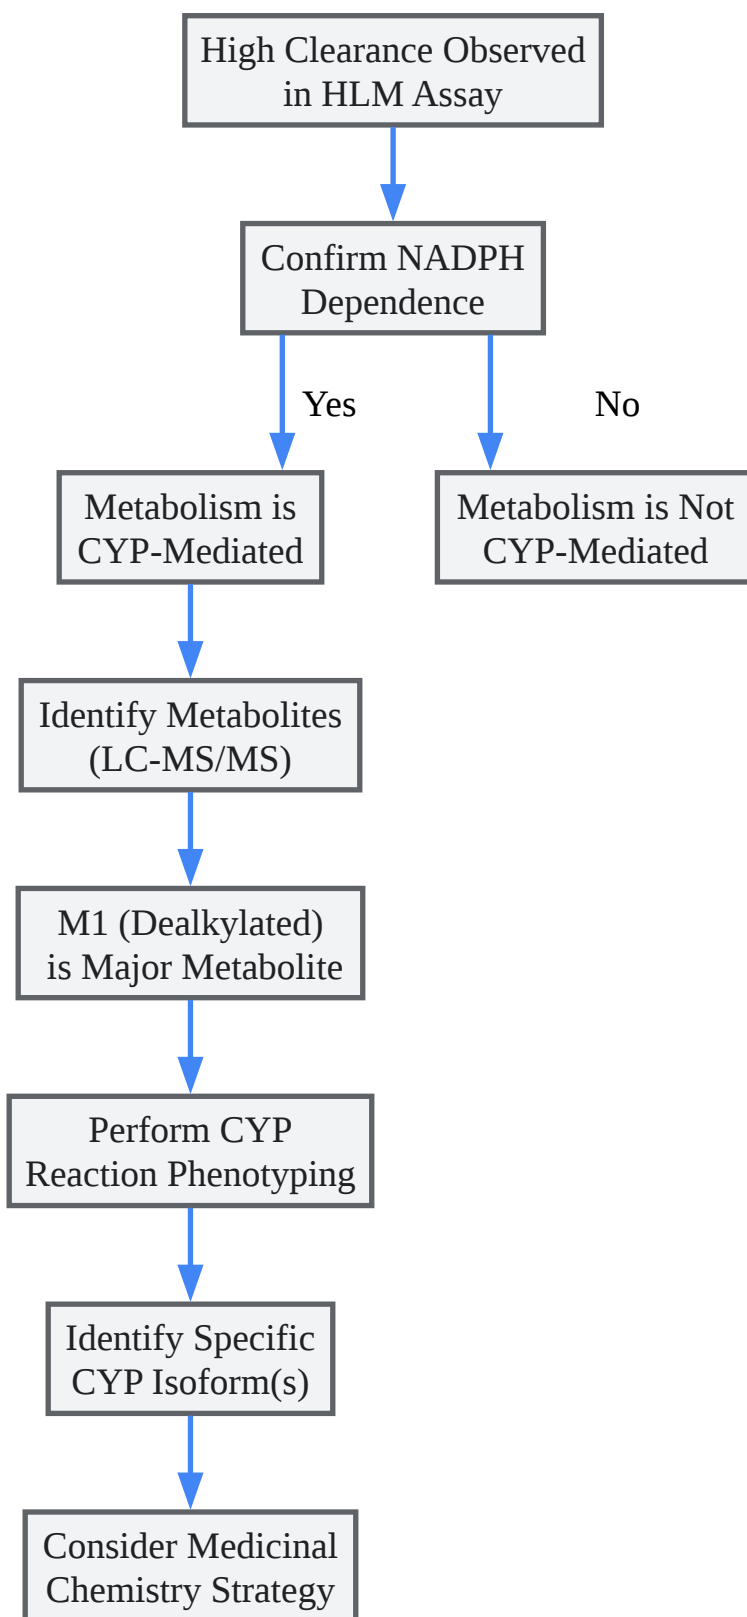 High Clearance Observed
in HLM Assay
Confirm NADPH
Dependence
Yes
No
Metabolism is
CYP-Mediated
Metabolism is Not
CYP-Mediated
Identify Metabolites
(LC-MS/MS)
M1 (Dealkylated)
is Major Metabolite
Perform CYP
Reaction Phenotyping
Identify Specific
CYP Isoform(s)
Consider Medicinal
Chemistry Strategy